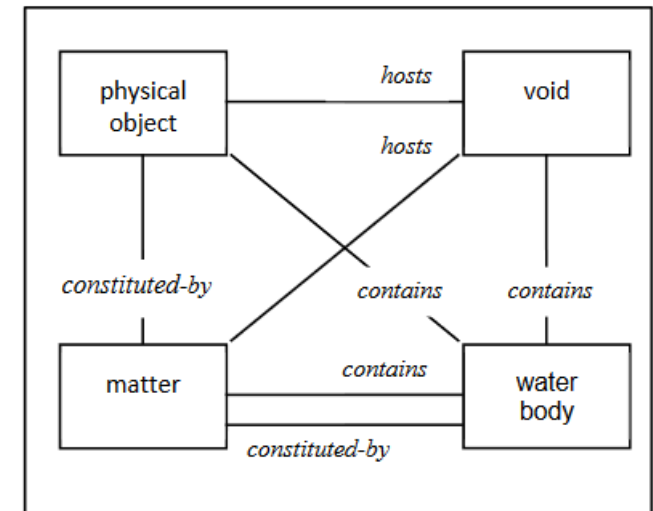 physical
object
hosts
void
hosts
constituted-by
contains
contains
matter
contains
water
body
constituted-by